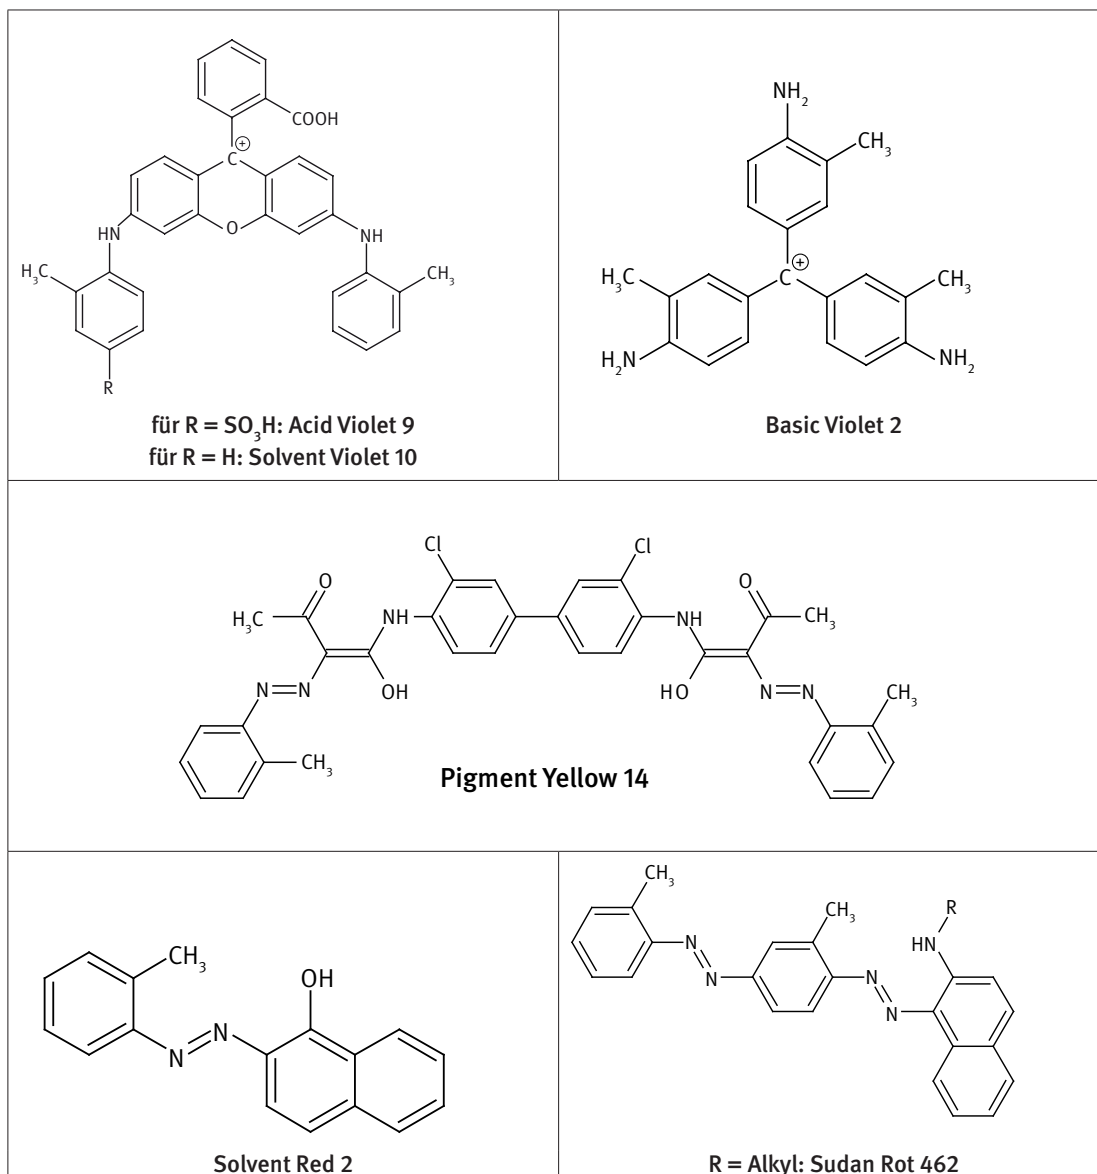 COOH
C⊕
O
HN
NH
H₃C
CH₃
R
für R = SO₃H: Acid Violet 9
für R = H: Solvent Violet 10
NH₂
CH₃
C⊕
H₃C
CH₃
H₂N
NH₂
Basic Violet 2
Cl
Cl
O
O
H₃C
NH
NH
CH₃
OH
HO
N
N
N
N
CH₃
CH₃
Pigment Yellow 14
CH₃
OH
N
N
Solvent Red 2
CH₃
CH₃
R
HN
N
N
N
N
R = Alkyl: Sudan Rot 462